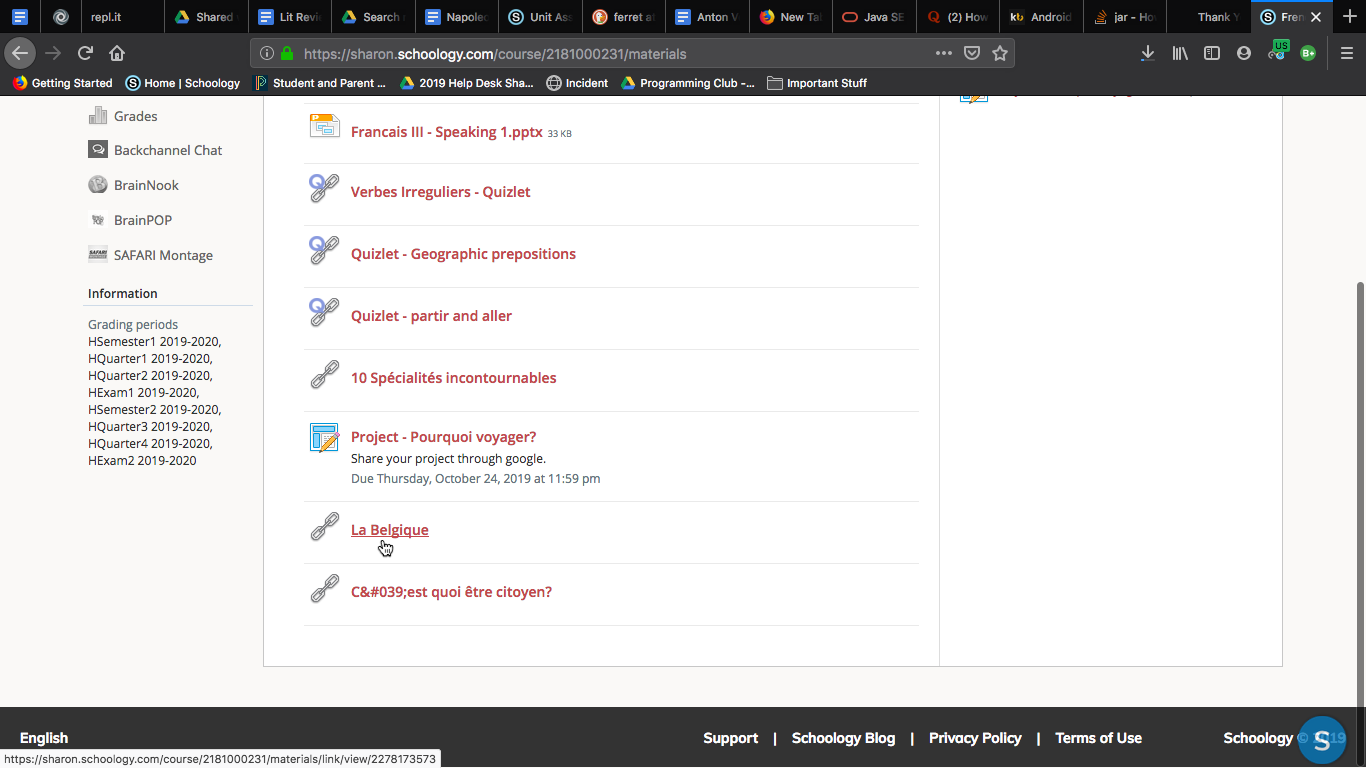 repl.it
Shared
Lit Revi
Search
Napoleo
Unit Ass
ferret at
Anton V
New Tab
Java SE
(2) How
Android
jar - How
Thank Y
Fren
https://sharon.schoology.com/course/2181000231/materials
US
B+
Getting Started
Home | Schoology
Student and Parent ...
2019 Help Desk Sha...
Incident
Programming Club -...
Important Stuff
Grades
Backchannel Chat
BrainNook
BrainPOP
SAFARI Montage
Information
Grading periods
HSemester1 2019-2020,
HQuarter1 2019-2020,
HQuarter2 2019-2020,
HExam1 2019-2020,
HSemester2 2019-2020,
HQuarter3 2019-2020,
HQuarter4 2019-2020,
HExam2 2019-2020
Francais III - Speaking 1.pptx 33 KB
Verbes Irreguliers - Quizlet
Quizlet - Geographic prepositions
Quizlet - partir and aller
10 Spécialités incontournables
Project - Pourquoi voyager?
Share your project through google.
Due Thursday, October 24, 2019 at 11:59 pm
La Belgique
C&#039;est quoi être citoyen?
English
Support | Schoology Blog | Privacy Policy | Terms of Use
Schoology © 2019
S
https://sharon.schoology.com/course/2181000231/materials/link/view/2278173573